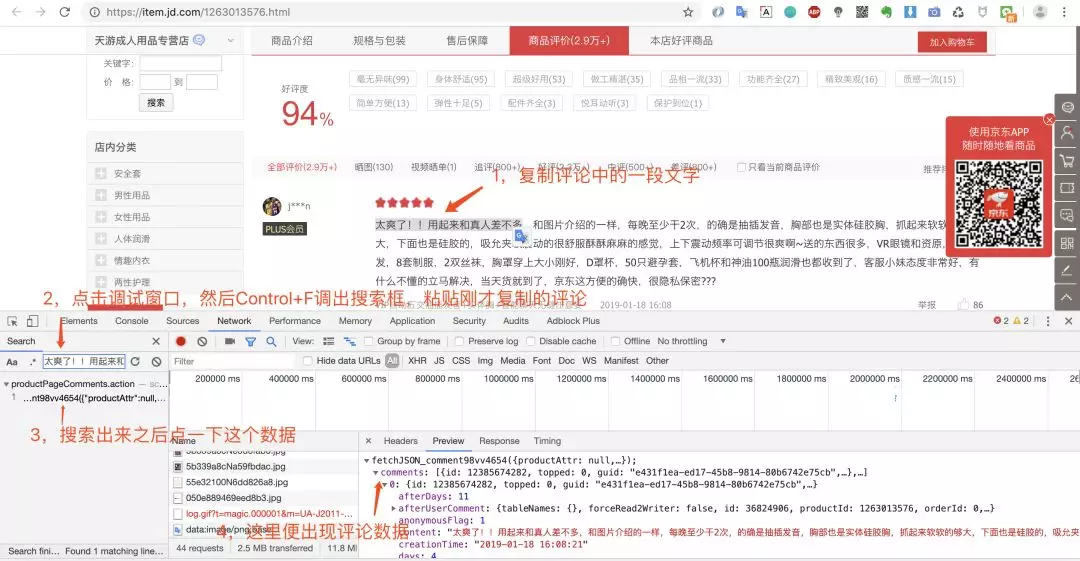 https://item.jd.com/1263013576.html
天游成人用品专营店
商品介绍 规格与包装 售后保障 商品评价(2.9万+) 本店好评商品 加入购物车
关键字:
价 格: 到
搜索
店内分类
安全套
男性用品
女性用品
人体润滑
情趣内衣
两性护理
好评度
94%
毫无异味(99) 身体舒适(95) 超级好用(53) 做工精湛(35) 品相一流(33) 功能齐全(27) 精致美观(16) 质感一流(15)
简单方便(13) 弹性十足(5) 配件齐全(3) 悦耳动听(3) 保护到位(1)
全部评价(2.9万+) 晒图(130) 视频晒单(1) 追评(800+) 中评(500+) 只看当前商品评价
1,复制评论中的一段文字
j***n
PLUS会员
太爽了!!用起来和真人差不多,和图片介绍的一样,每晚至少干2次,的确是抽插发音,胸部也是实体硅胶胸,抓起来软软
大,下面也是硅胶的,吸允夹 动的很舒服酥酥麻麻的感觉,上下震动频率可调节很爽啊~送的东西很多,VR眼镜和资源,
发,8套制服,2双丝袜,胸罩穿上大小刚好,D罩杯,50只避孕套,飞机杯和神油100瓶润滑也都收到了,客服小妹态度非常好,有
什么不懂的立马解决,当天货就到了,京东这方便的确快,很隐私保密???
2019-01-18 16:08 举报 86
使用京东APP
随时随地看商品
京东
2,点击调试窗口,然后Control+F调出搜索框,粘贴刚才复制的评论
Elements Console Sources Network Performance Memory Application Security Audits Adblock Plus 2 2
Search
Aa .* 太爽了!!用起来和
productPageComments.action — sc…
1 …nt98vv4654({"productAttr":null,…
3,搜索出来之后点一下这个数据
Search fini… Found 1 matching line…
View: Group by frame Preserve log Disable cache Offline No throttling
Filter Hide data URLs All XHR JS CSS Img Media Font Doc WS Manifest Other
200000 ms 400000 ms 600000 ms 800000 ms 1000000 ms 1200000 ms 1400000 ms 1600000 ms 1800000 ms 2000000 ms 2200000 ms 2400000 ms 26
Name
5b339a8cNa59fbdac.jpg
55e32100N6dd826a8.jpg
050e889469eed8b3.jpg
log.gif?t=magic.000001&m=UA-J2011-…
data:image/png;base
44 requests 2.5 MB transferred 11.8 M
Headers Preview Response Timing
fetchJSON_comment98vv4654({productAttr: null,…});
comments: [{id: 12385674282, topped: 0, guid: "e431f1ea-ed17-45b8-9814-80b6742e75cb",…},…]
0: {id: 12385674282, topped: 0, guid: "e431f1ea-ed17-45b8-9814-80b6742e75cb",…}
afterDays: 11
afterUserComment: {tableNames: {}, forceRead2Writer: false, id: 36824906, productId: 1263013576, orderId: 0,…}
anonymousFlag: 1
4,这里便出现评论数据
content: "太爽了!!用起来和真人差不多,和图片介绍的一样,每晚至少干2次,的确是抽插发音,胸部也是实体硅胶胸,抓起来软软的够大,下面也是硅胶的,吸允夹
creationTime: "2019-01-18 16:08:21"
days: 4